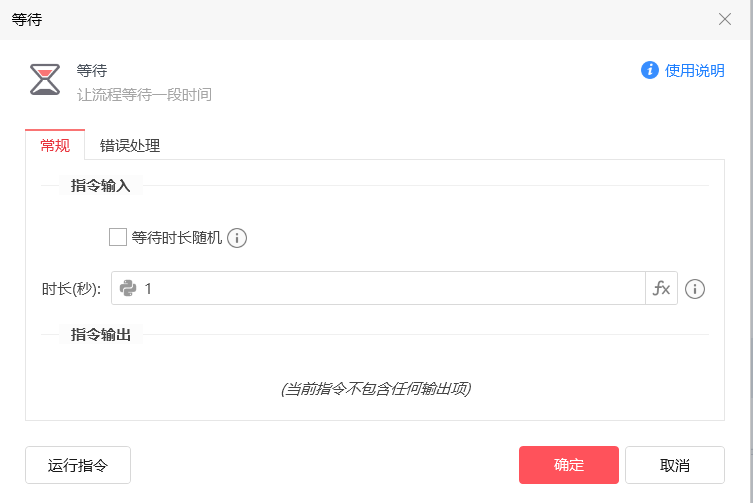 等待
等待
使用说明
让流程等待一段时间
常规
错误处理
指令输入
等待时长随机
时长(秒): 1 fx
指令输出
(当前指令不包含任何输出项)
运行指令
确定
取消